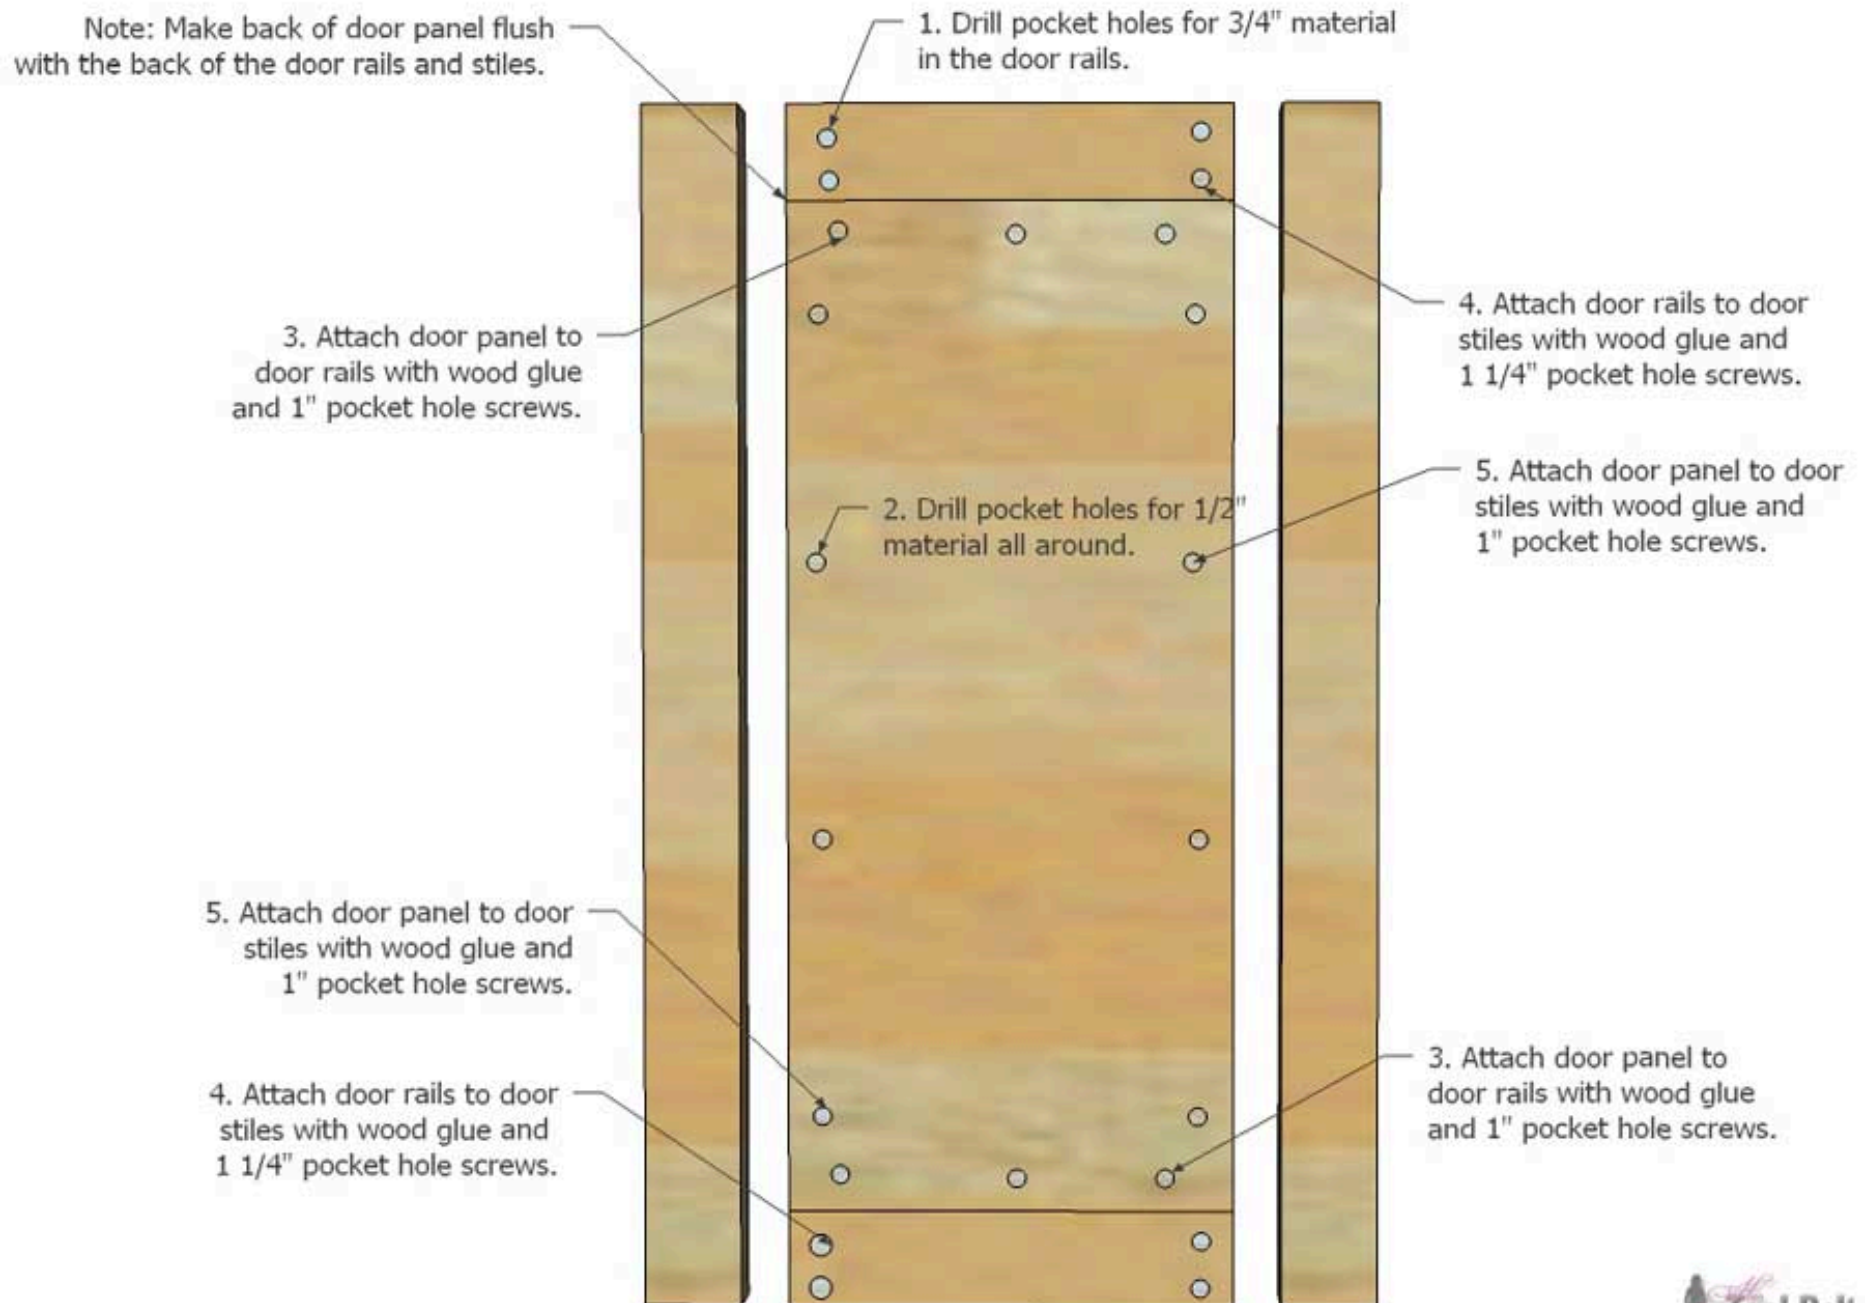 Note: Make back of door panel flush
with the back of the door rails and stiles.
1. Drill pocket holes for 3/4" material
in the door rails.
3. Attach door panel to
door rails with wood glue
and 1" pocket hole screws.
4. Attach door rails to door
stiles with wood glue and
1 1/4" pocket hole screws.
5. Attach door panel to door
stiles with wood glue and
1" pocket hole screws.
2. Drill pocket holes for 1/2"
material all around.
5. Attach door panel to door
stiles with wood glue and
1" pocket hole screws.
4. Attach door rails to door
stiles with wood glue and
1 1/4" pocket hole screws.
3. Attach door panel to
door rails with wood glue
and 1" pocket hole screws.